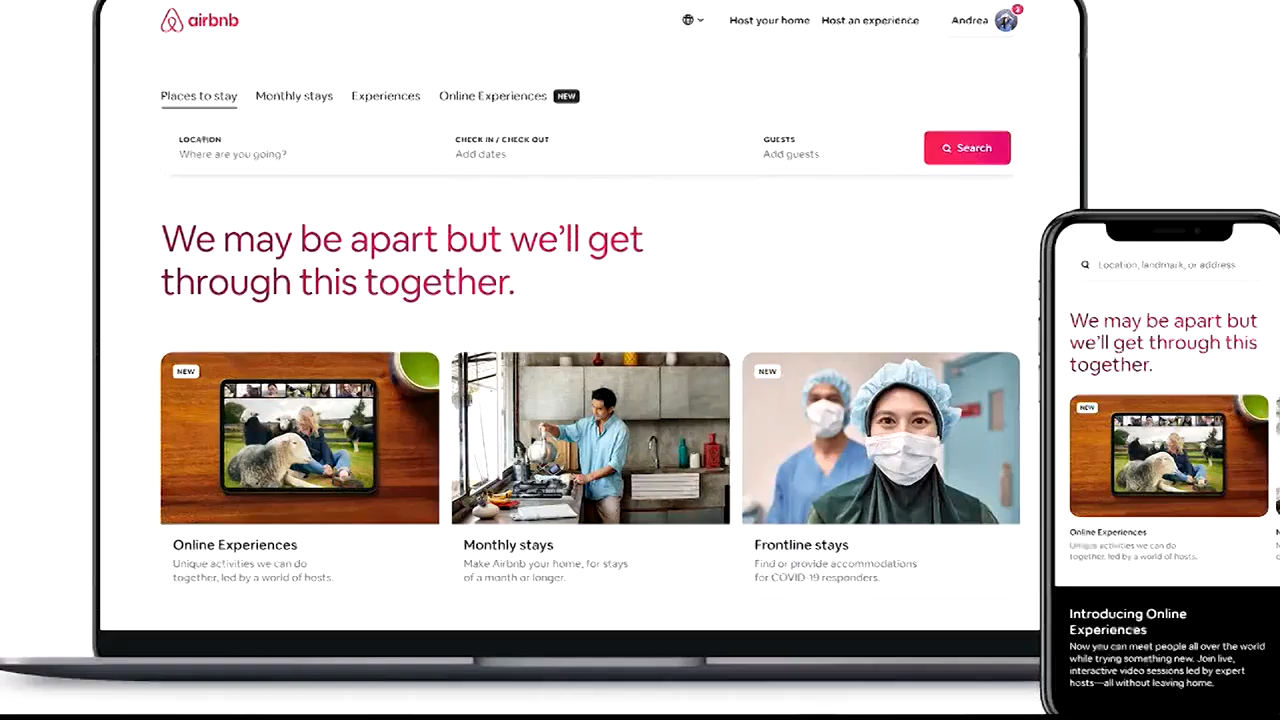 airbnb
Host your home
Host an experience
Andrea
2
Places to stay
Monthly stays
Experiences
Online Experiences
NEW
LOCATION
Where are you going?
CHECK IN / CHECK OUT
Add dates
GUESTS
Add guests
Search
We may be apart but we'll get
through this together.
NEW
Online Experiences
Unique activities we can do
together, led by a world of hosts.
Monthly stays
Make Airbnb your home, for stays
of a month or longer.
NEW
Frontline stays
Find or provide accommodations
for COVID-19 responders.
Location, landmark, or address
We may be apart but
we'll get through this
together.
NEW
Online Experiences
Unique activities we can do
together, led by a world of hosts.
Introducing Online
Experiences
Now you can meet people all over the world
while trying something new. Join live,
interactive video sessions led by expert
hosts—all without leaving home.